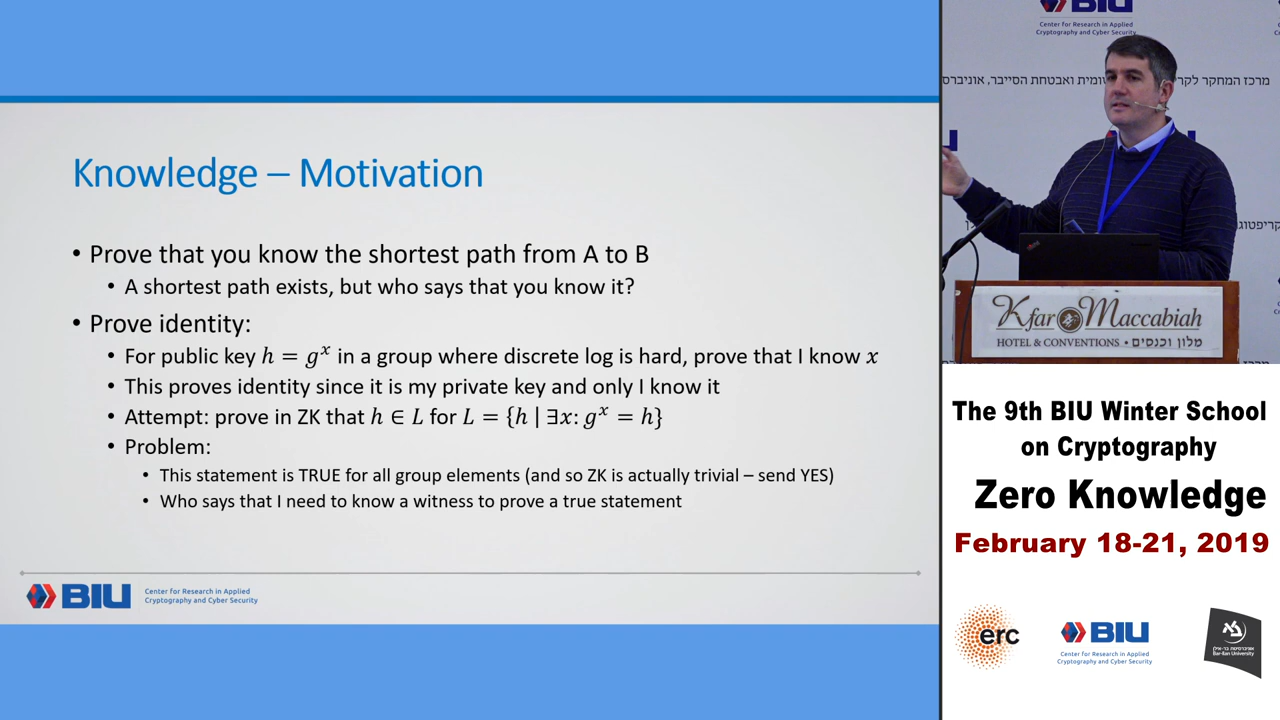 Knowledge – Motivation
• Prove that you know the shortest path from A to B
• A shortest path exists, but who says that you know it?
• Prove identity:
• For public key h = g^x in a group where discrete log is hard, prove that I know x
• This proves identity since it is my private key and only I know it
• Attempt: prove in ZK that h ∈ L for L = {h | ∃x: g^x = h}
• Problem:
• This statement is TRUE for all group elements (and so ZK is actually trivial – send YES)
• Who says that I need to know a witness to prove a true statement
BIU
Center for Research in Applied
Cryptography and Cyber Security
BIU
Center for Research in Applied
Cryptography and Cyber Security
Kfar Maccabiah
HOTEL & CONVENTIONS • מלון וכנסים
The 9th BIU Winter School
on Cryptography
Zero Knowledge
February 18-21, 2019
erc
BIU
Center for Research in Applied
Cryptography and Cyber Security
אוניברסיטת בר-אילן
Bar-Ilan University